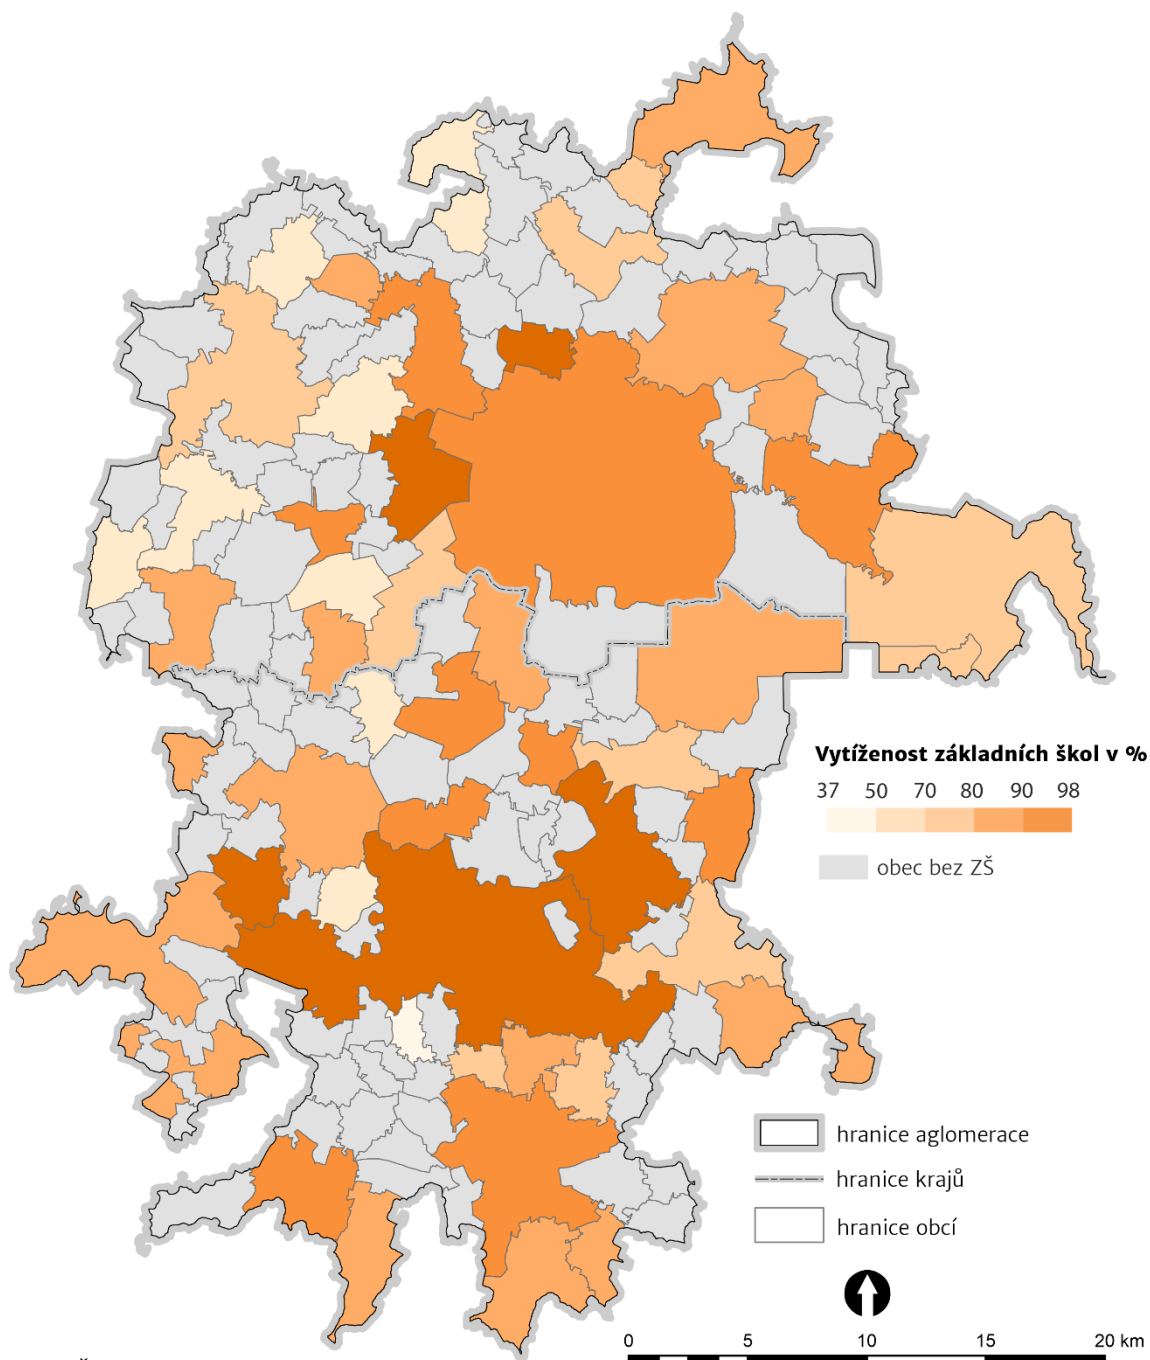 Vytíženost základních škol v %
37 50 70 80 90 98
obec bez ZŠ
hranice aglomerace
hranice krajů
hranice obcí
0 5 10 15 20 km